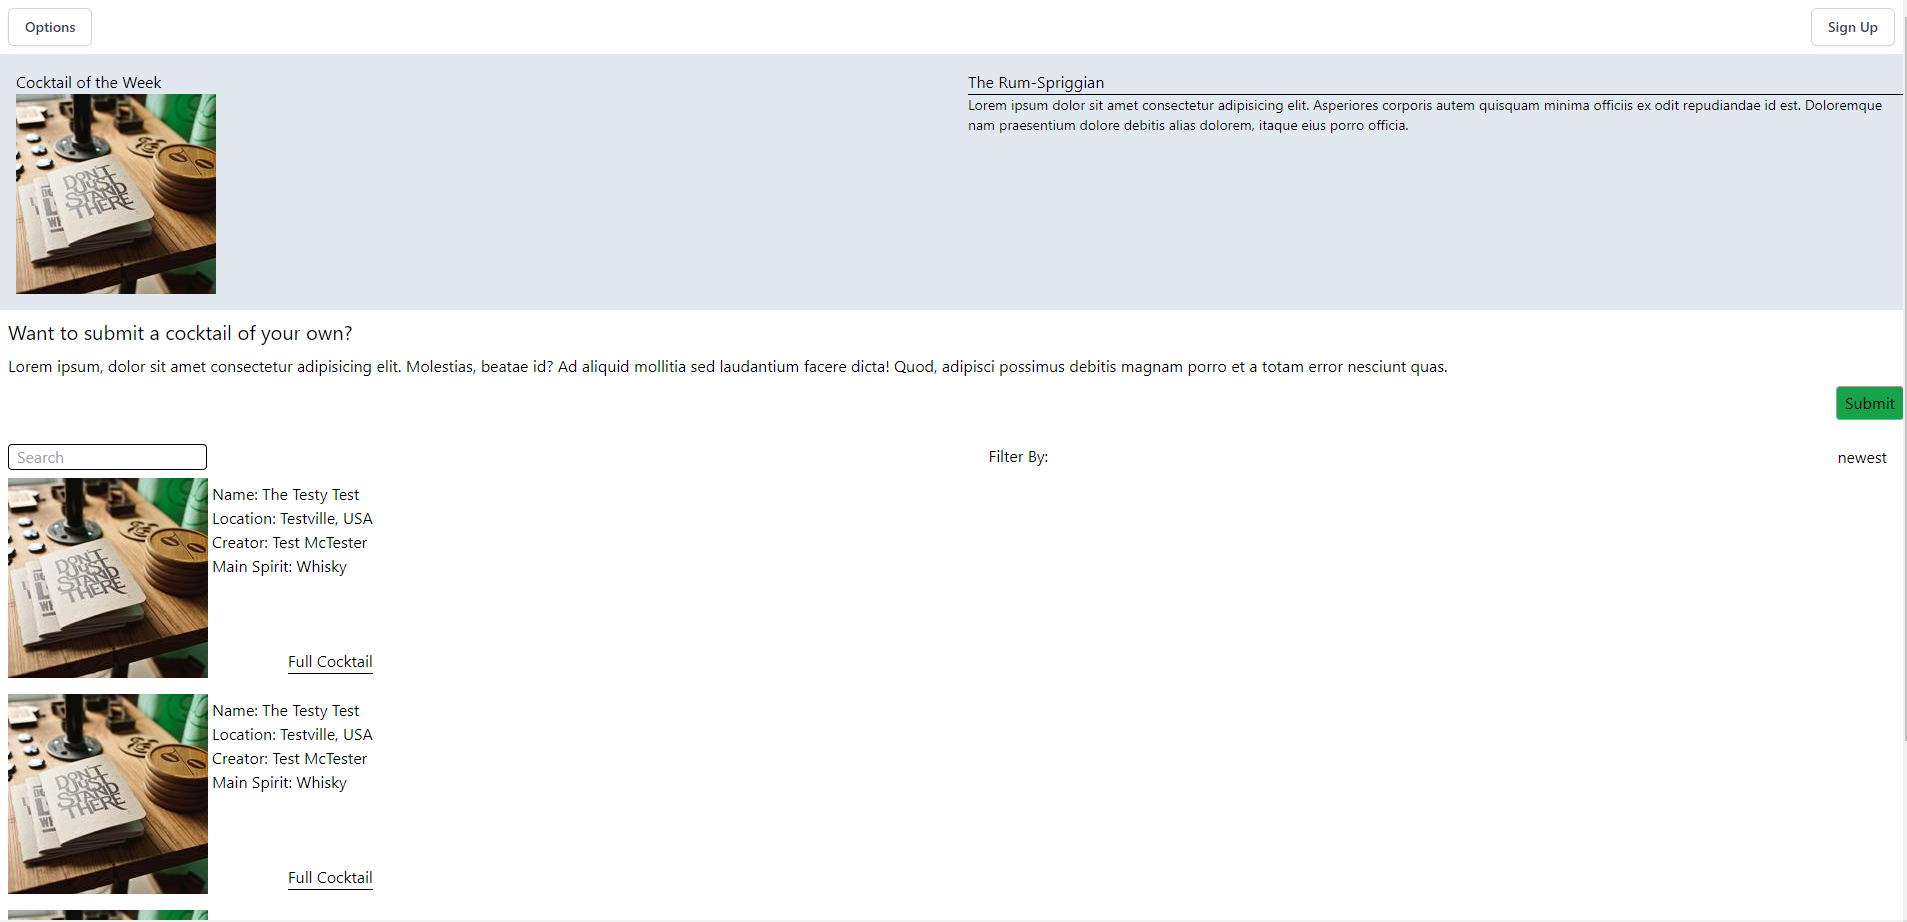 Options
Sign Up
Cocktail of the Week
DON'T
JUST
STAND
THERE
The Rum-Spriggian
Lorem ipsum dolor sit amet consectetur adipisicing elit. Asperiores corporis autem quisquam minima officiis ex odit repudiandae id est. Doloremque
nam praesentium dolore debitis alias dolorem, itaque eius porro officia.
Want to submit a cocktail of your own?
Lorem ipsum, dolor sit amet consectetur adipisicing elit. Molestias, beatae id? Ad aliquid mollitia sed laudantium facere dicta! Quod, adipisci possimus debitis magnam porro et a totam error nesciunt quas.
Submit
Search
Filter By:
newest
DON'T
JUST
STAND
THERE
Name: The Testy Test
Location: Testville, USA
Creator: Test McTester
Main Spirit: Whisky
Full Cocktail
DON'T
JUST
STAND
THERE
Name: The Testy Test
Location: Testville, USA
Creator: Test McTester
Main Spirit: Whisky
Full Cocktail